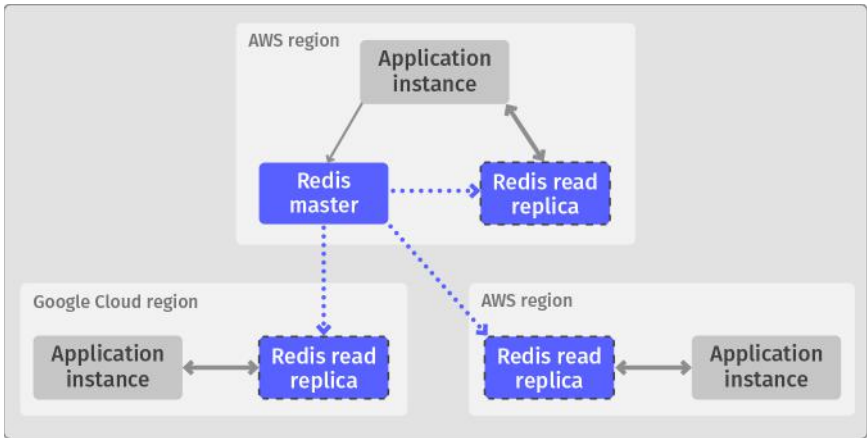 AWS region
Application
instance
Redis
master
Redis read
replica
Google Cloud region
Application
instance
Redis read
replica
AWS region
Redis read
replica
Application
instance